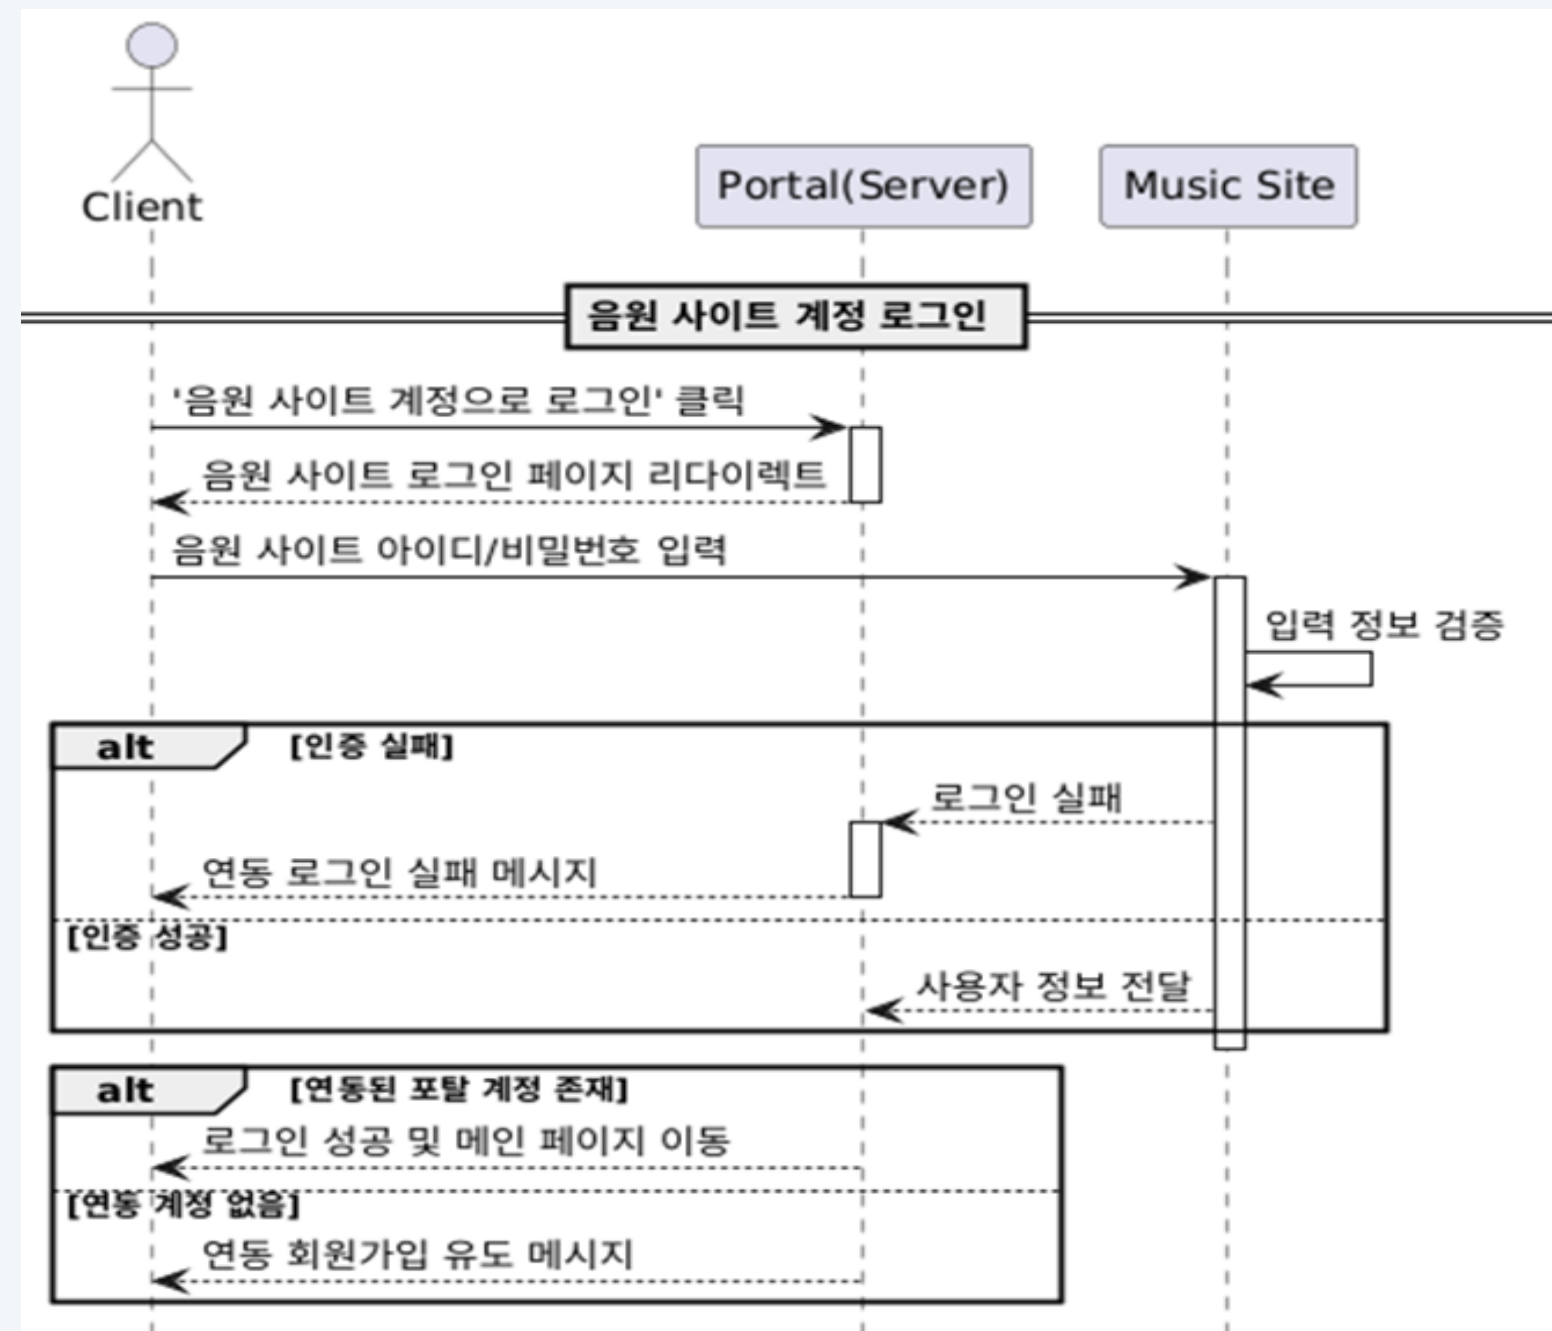 Client
Portal(Server)
Music Site
음원 사이트 계정 로그인
'음원 사이트 계정으로 로그인' 클릭
음원 사이트 로그인 페이지 리다이렉트
음원 사이트 아이디/비밀번호 입력
입력 정보 검증
alt [인증 실패]
로그인 실패
연동 로그인 실패 메시지
[인증 성공]
사용자 정보 전달
alt [연동된 포탈 계정 존재]
로그인 성공 및 메인 페이지 이동
[연동 계정 없음]
연동 회원가입 유도 메시지